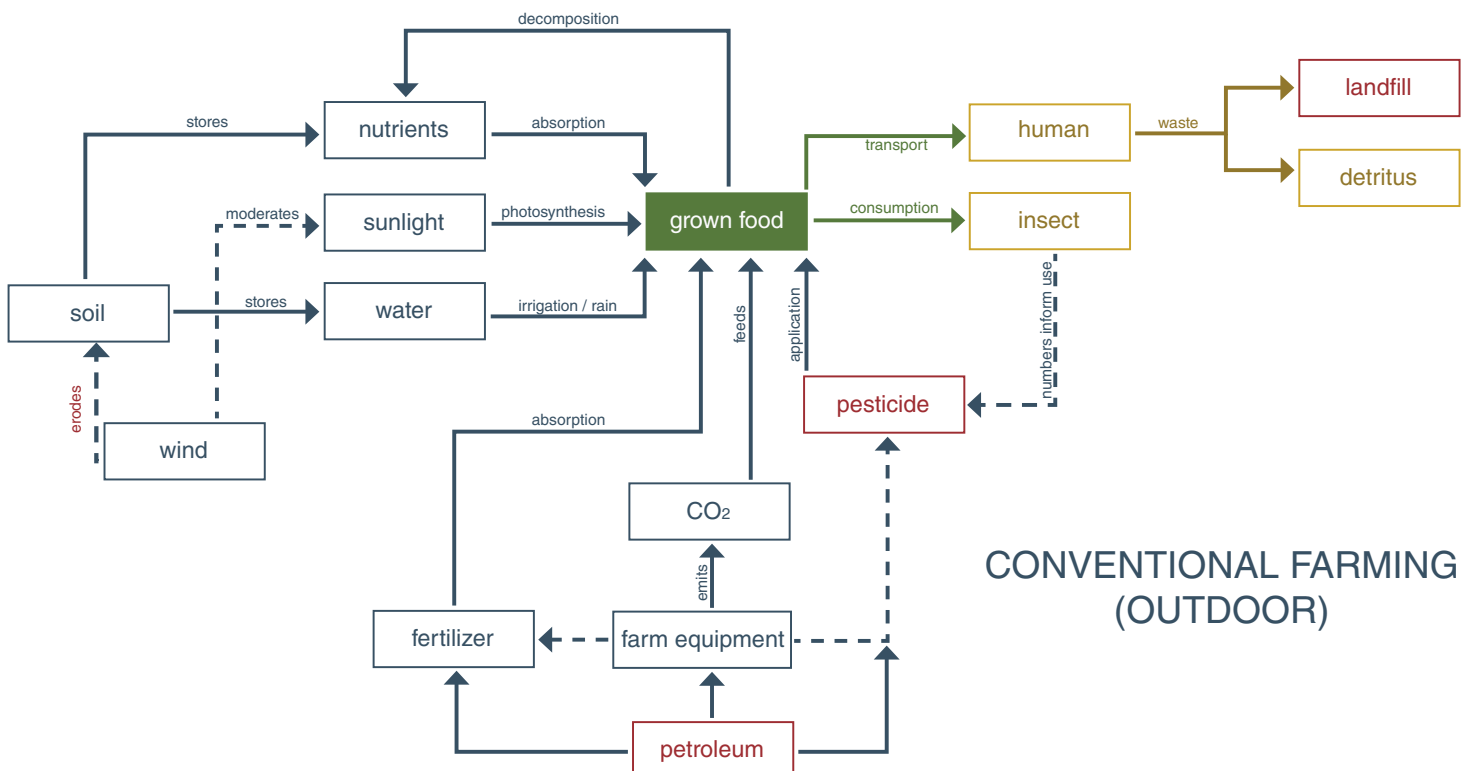 decomposition
landfill
stores
nutrients
absorption
human
waste
transport
detritus
moderates
sunlight
photosynthesis
grown food
consumption
insect
soil
stores
water
irrigation / rain
feeds
application
numbers inform use
erodes
pesticide
absorption
wind
CO₂
CONVENTIONAL FARMING
(OUTDOOR)
emits
fertilizer
farm equipment
petroleum